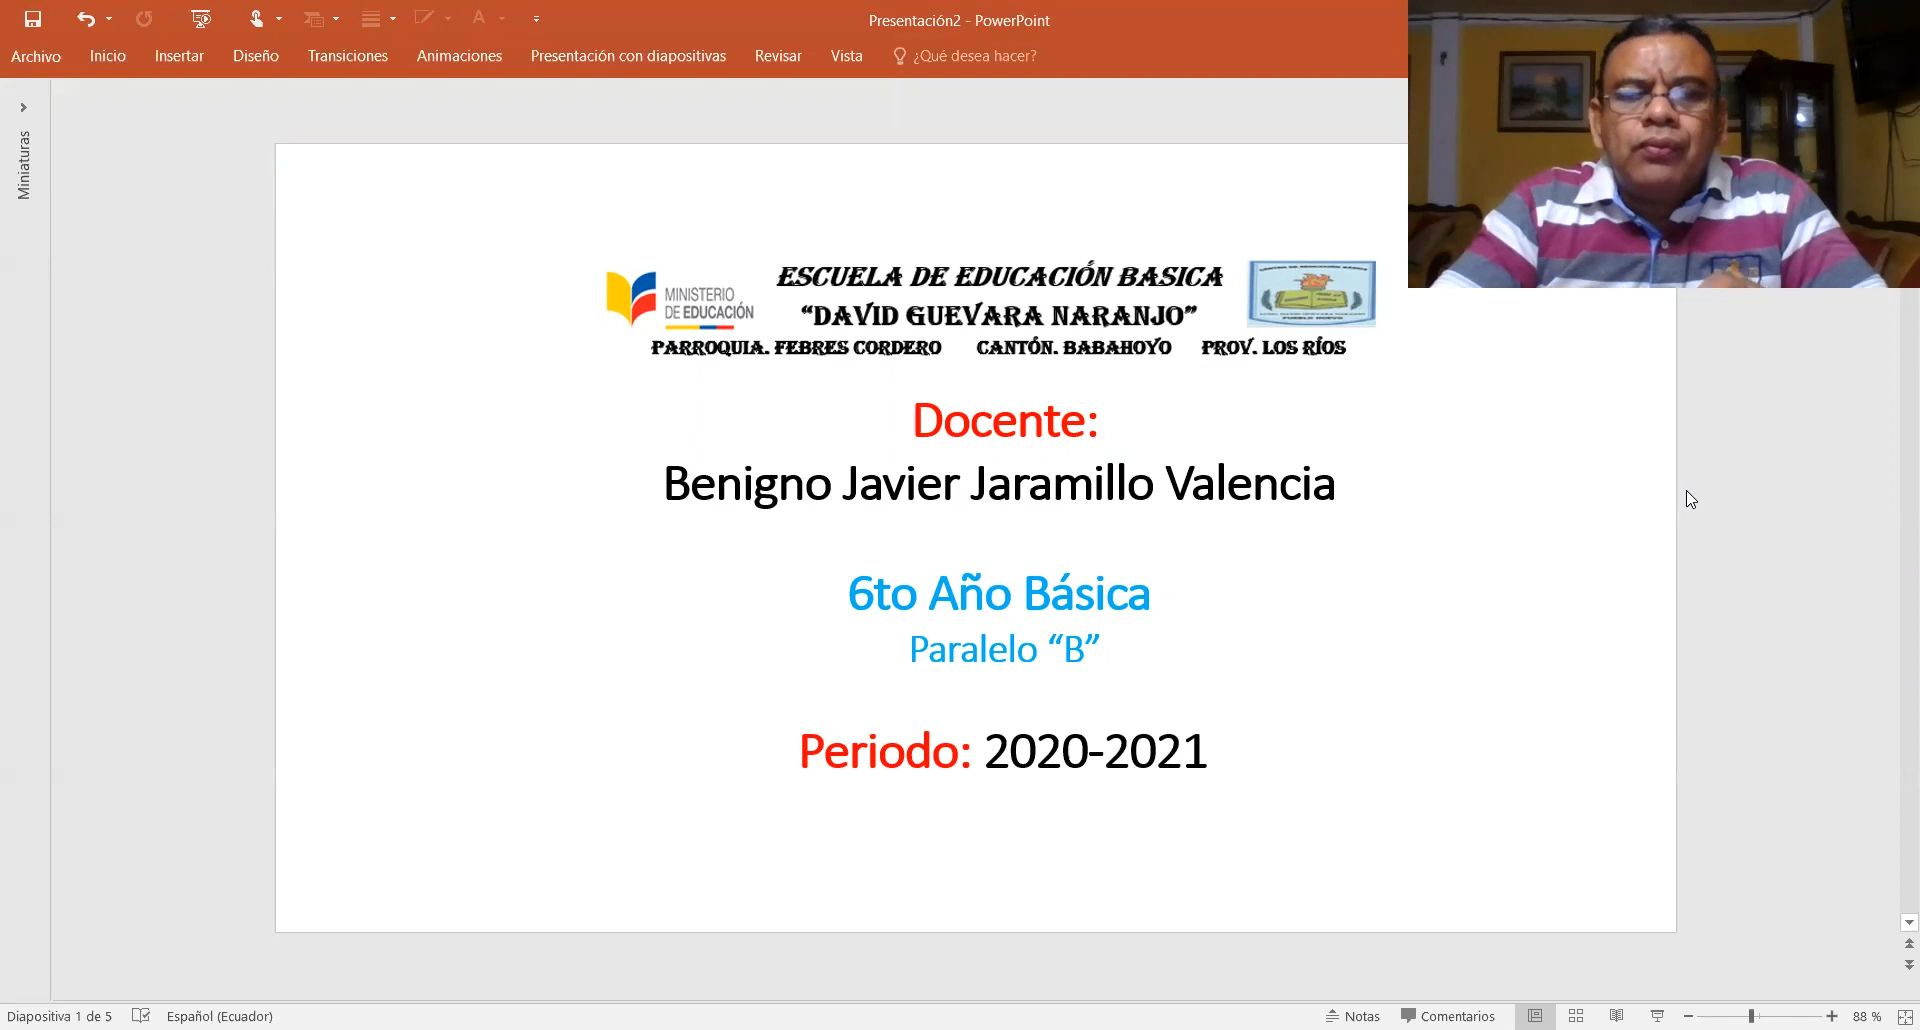 Presentación2 - PowerPoint
Archivo Inicio Insertar Diseño Transiciones Animaciones Presentación con diapositivas Revisar Vista ¿Qué desea hacer?
Miniaturas
MINISTERIO
DE EDUCACIÓN
ESCUELA DE EDUCACIÓN BASICA
“DAVID GUEVARA NARANJO”
PARROQUIA. FEBRES CORDERO CANTÓN. BABAHOYO PROV. LOS RÍOS
Docente:
Benigno Javier Jaramillo Valencia
6to Año Básica
Paralelo “B”
Periodo: 2020-2021
Diapositiva 1 de 5 Español (Ecuador) Notas Comentarios 88 %